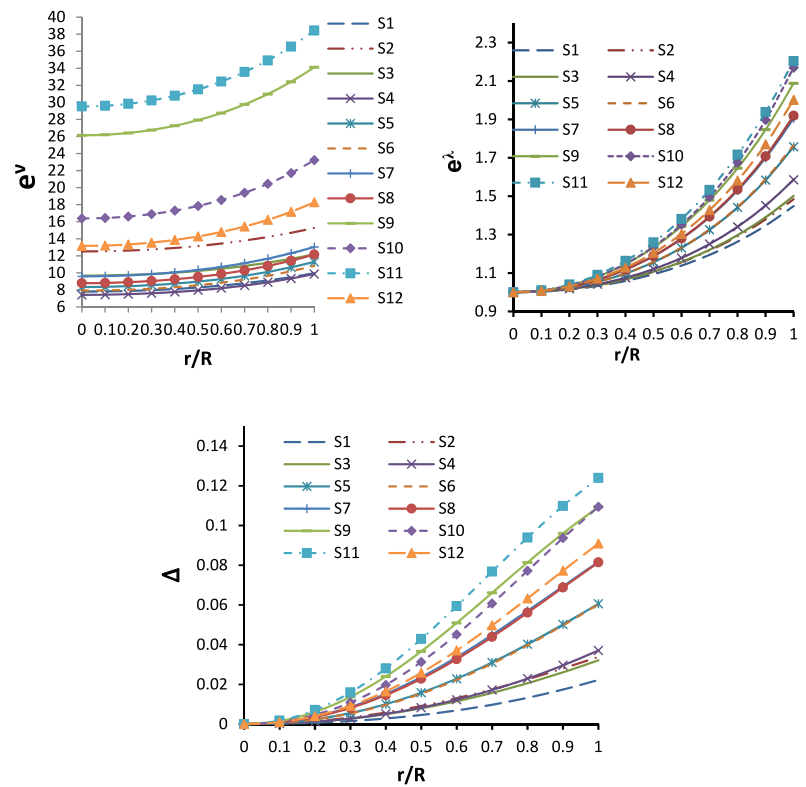 40
38
36
34
32
30
28
26
24
22
20
18
16
14
12
10
8
6
e^ν
0 0.1 0.2 0.3 0.4 0.5 0.6 0.7 0.8 0.9 1
r/R
S1
S2
S3
S4
S5
S6
S7
S8
S9
S10
S11
S12
2.3
2.1
1.9
1.7
1.5
1.3
1.1
0.9
e^λ
0 0.1 0.2 0.3 0.4 0.5 0.6 0.7 0.8 0.9 1
r/R
S1 S2
S3 S4
S5 S6
S7 S8
S9 S10
S11 S12
0.14
0.12
0.1
0.08
0.06
0.04
0.02
0
Δ
0 0.1 0.2 0.3 0.4 0.5 0.6 0.7 0.8 0.9 1
r/R
S1 S2
S3 S4
S5 S6
S7 S8
S9 S10
S11 S12